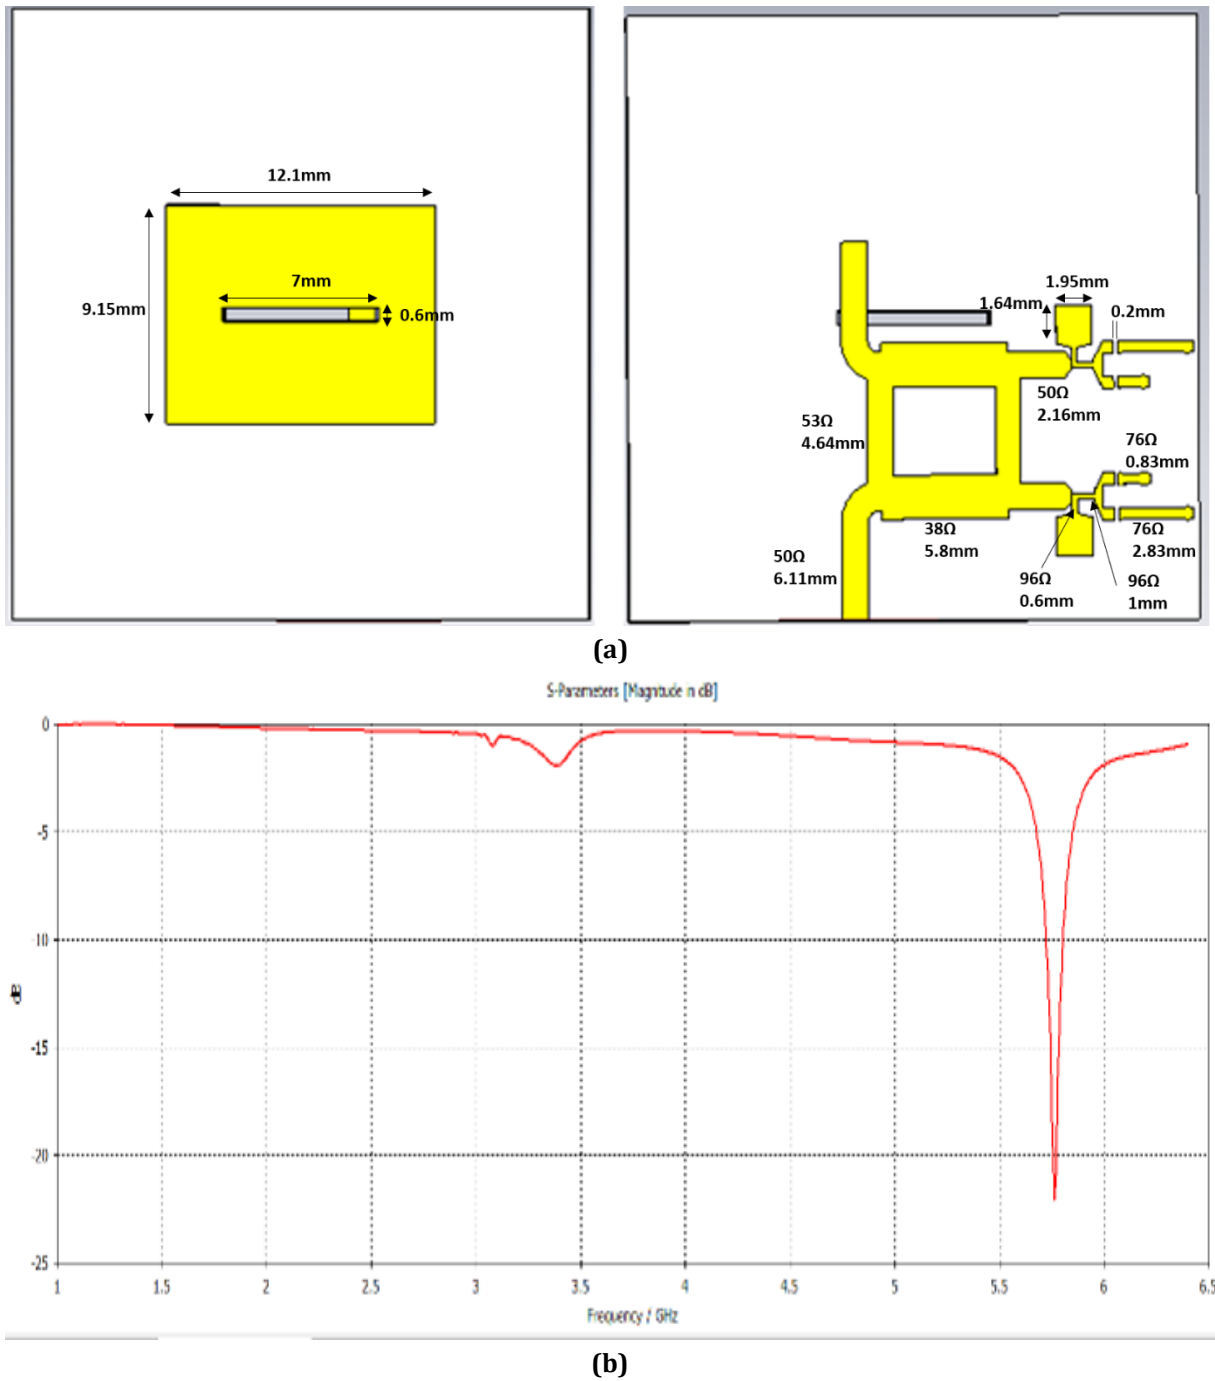 12.1mm
9.15mm
7mm
0.6mm
1.95mm
1.64mm
0.2mm
50Ω
2.16mm
53Ω
4.64mm
76Ω
0.83mm
38Ω
5.8mm
76Ω
2.83mm
50Ω
6.11mm
96Ω
0.6mm
96Ω
1mm
(a)
S-Parameters [Magnitude in dB]
0
-5
-10
-15
-20
-25
dB
1 1.5 2 2.5 3 3.5 4 4.5 5 5.5 6 6.5
Frequency / GHz
(b)